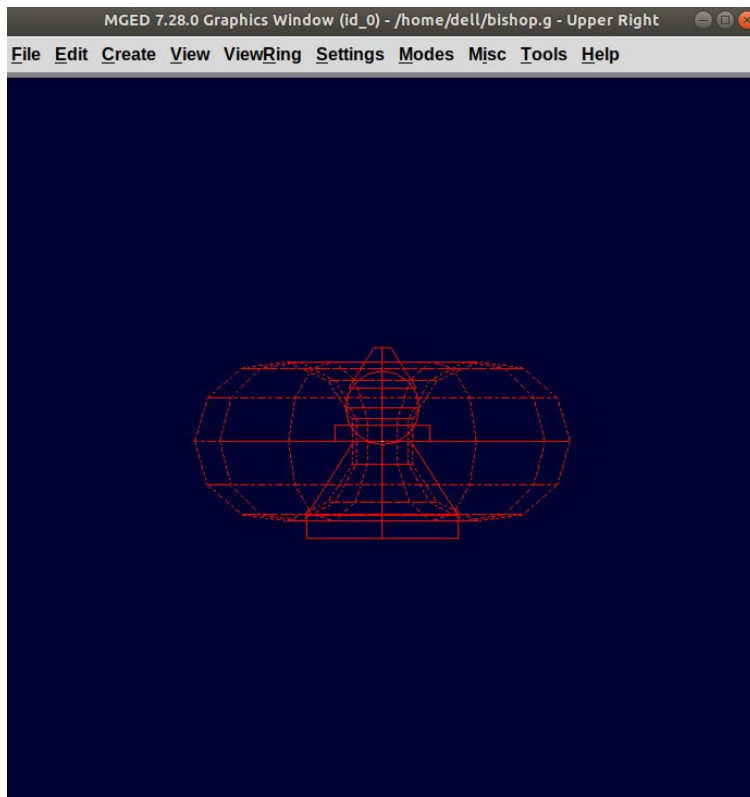 MGED 7.28.0 Graphics Window (id_0) - /home/dell/bishop.g - Upper Right
File Edit Create View ViewRing Settings Modes Misc Tools Help